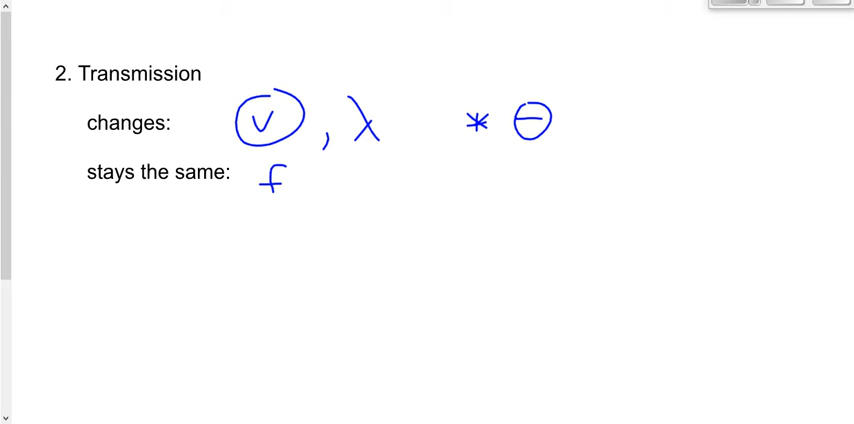 2. Transmission
changes: v, λ * θ
stays the same: f